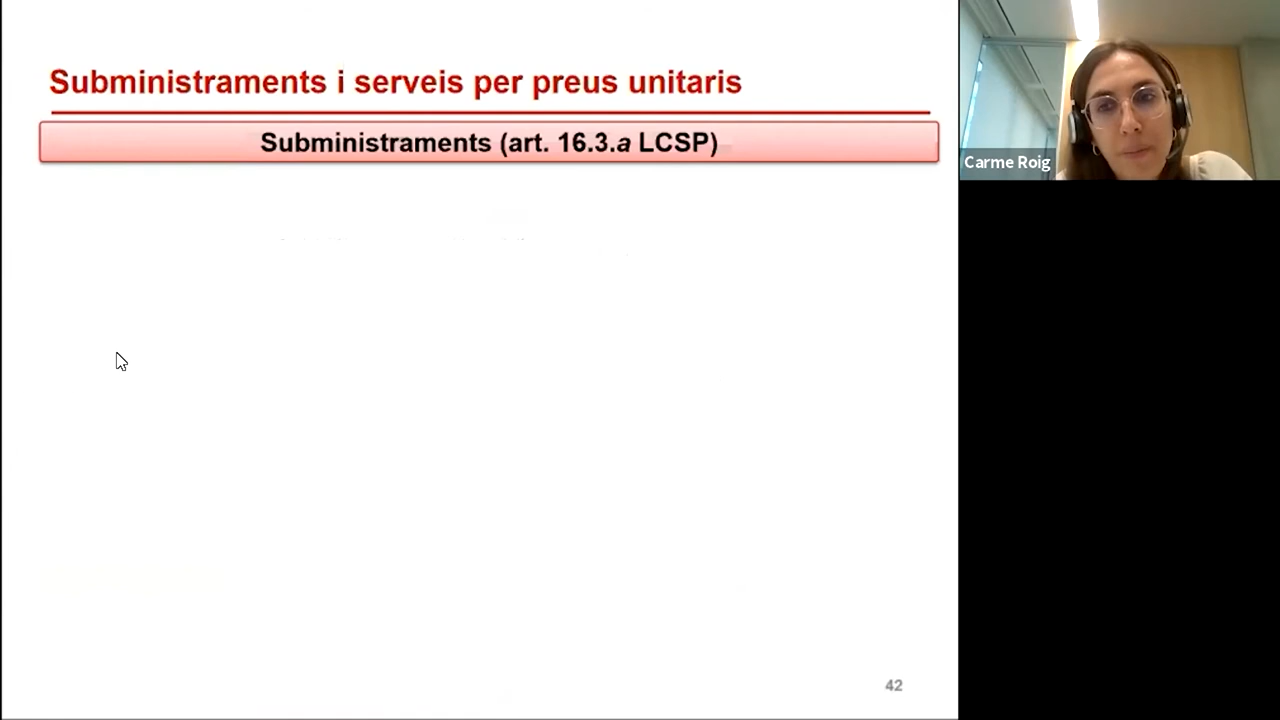 Subministraments i serveis per preus unitaris
Subministraments (art. 16.3.a LCSP)
Carme Roig
42